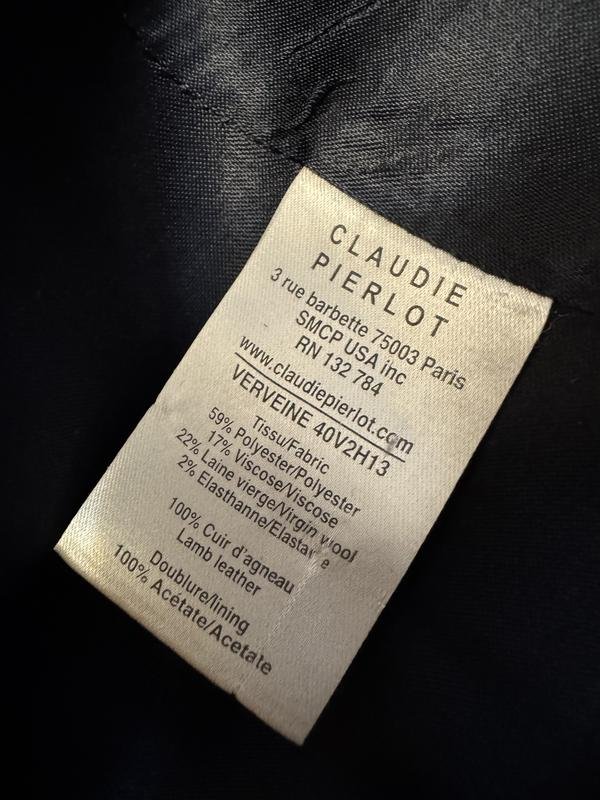 CLAUDIE
PIERLOT
3 rue barbette 75003 Paris
SMCP USA inc
RN 132 784
www.claudiepierlot.com
VERVEINE 40V2H13
Tissu/Fabric
59% Polyester/Polyester
17% Viscose/Viscose
22% Laine vierge/Virgin wool
2% Elasthanne/Elastane
100% Cuir d'agneau
Lamb leather
Doublure/lining
100% Acétate/Acetate